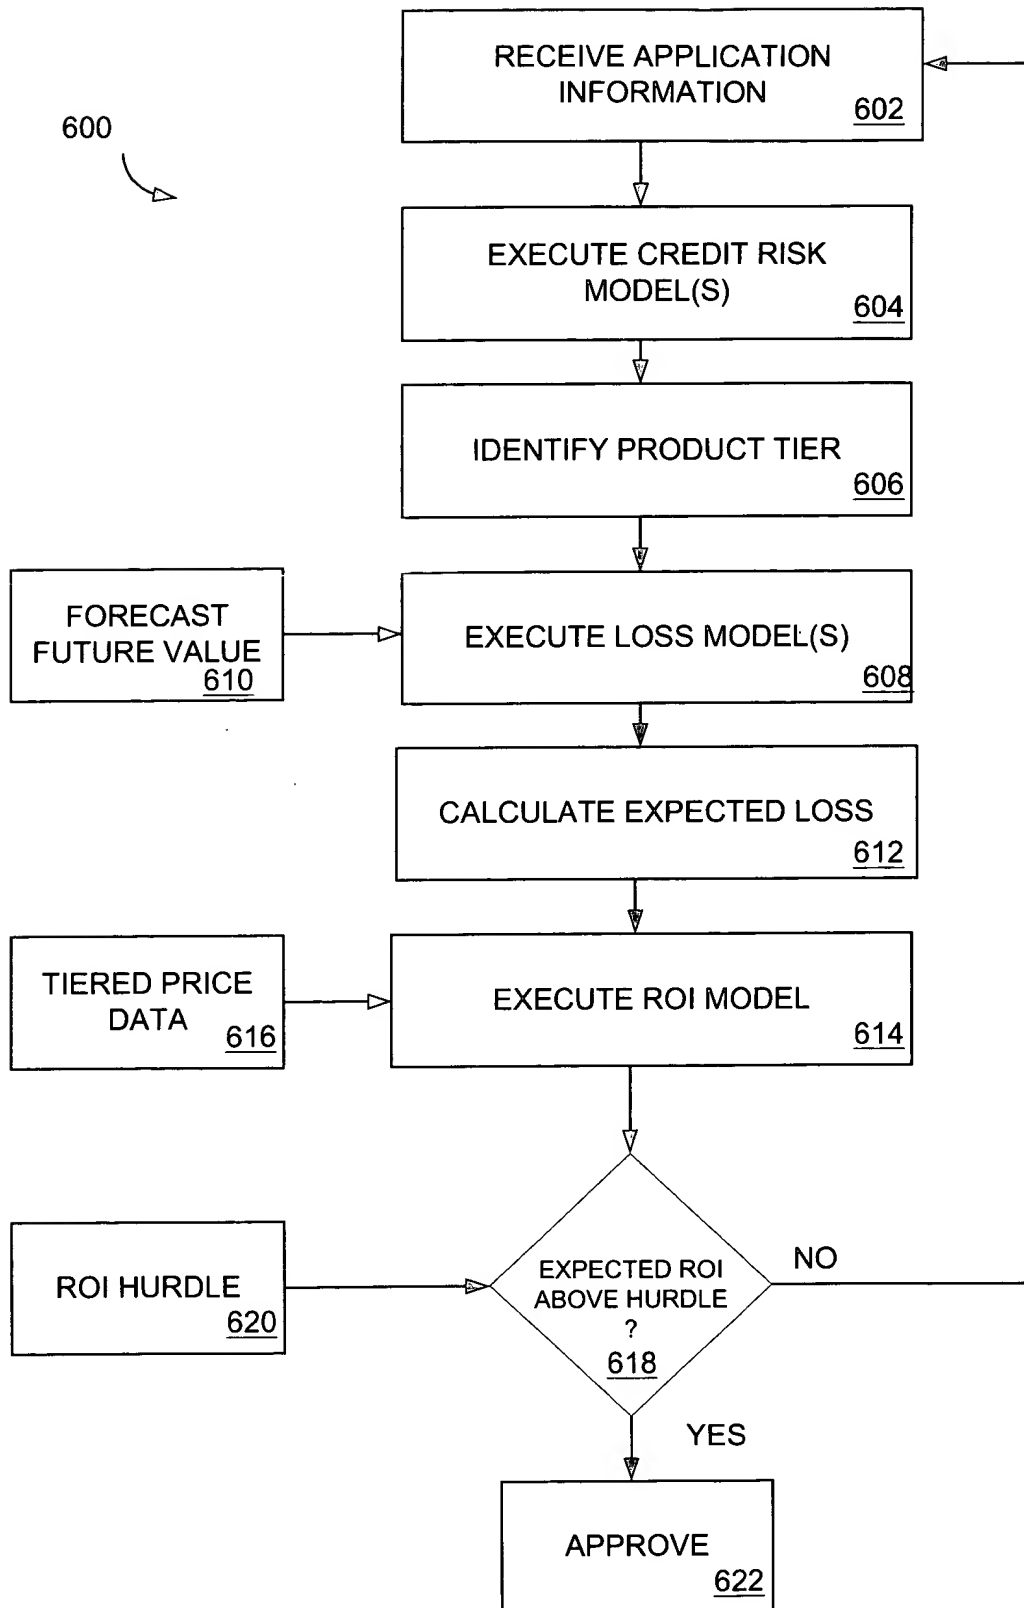 RECEIVE APPLICATION
INFORMATION
602
600
EXECUTE CREDIT RISK
MODEL(S)
604
IDENTIFY PRODUCT TIER
606
FORECAST
FUTURE VALUE
610
EXECUTE LOSS MODEL(S)
608
CALCULATE EXPECTED LOSS
612
TIERED PRICE
DATA
616
EXECUTE ROI MODEL
614
ROI HURDLE
620
EXPECTED ROI
ABOVE HURDLE
?
618
NO
YES
APPROVE
622